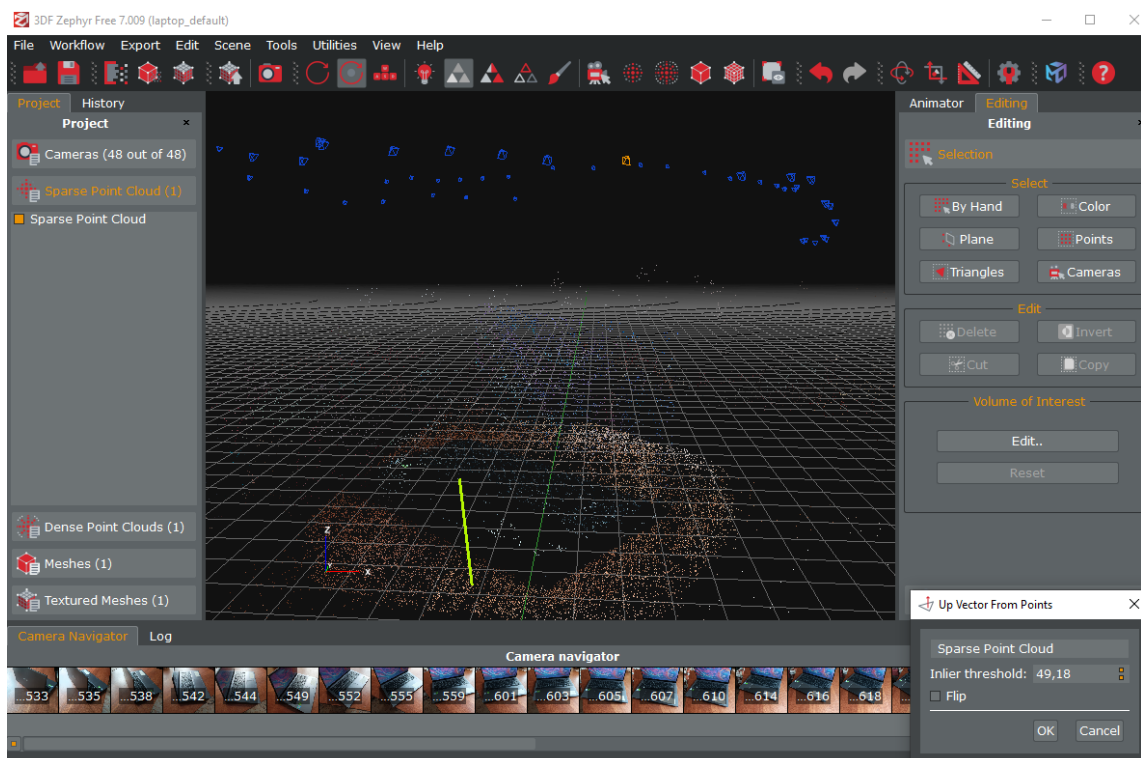 3DF Zephyr Free 7.009 (laptop_default)
File Workflow Export Edit Scene Tools Utilities View Help
Project History
Project
Cameras (48 out of 48)
Sparse Point Cloud (1)
Sparse Point Cloud
Dense Point Clouds (1)
Meshes (1)
Textured Meshes (1)
Z
Y
X
Animator Editing
Editing
Selection
Select
By Hand Color
Plane Points
Triangles Cameras
Edit
Delete Invert
Cut Copy
Volume of Interest
Edit..
Reset
Camera Navigator Log
Camera navigator
...533 ...535 ...538 ...542 ...544 ...549 ...552 ...555 ...559 ...601 ...603 ...605 ...607 ...610 ...614 ...616 ...618
Up Vector From Points
Sparse Point Cloud
Inlier threshold: 49,18
Flip
OK Cancel